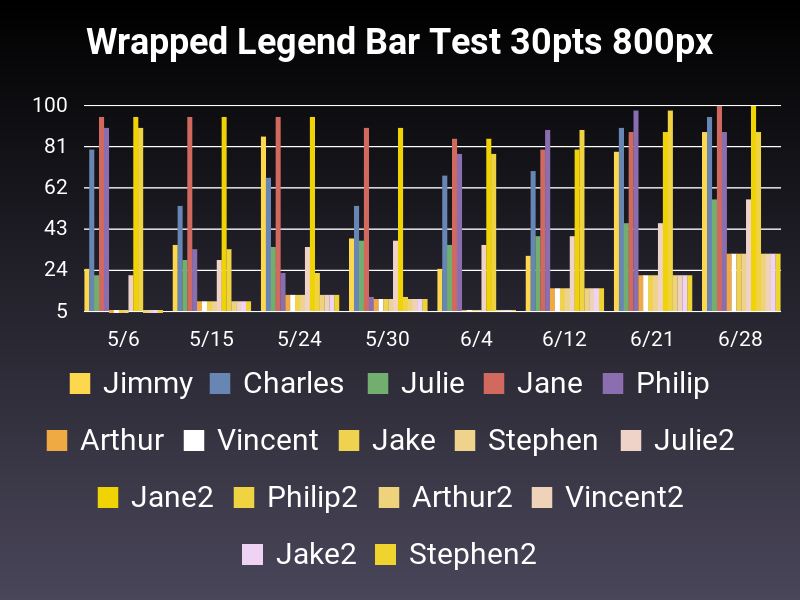 Wrapped Legend Bar Test 30pts 800px
100
81
62
43
24
5
5/6 5/15 5/24 5/30 6/4 6/12 6/21 6/28
Jimmy Charles Julie Jane Philip
Arthur Vincent Jake Stephen Julie2
Jane2 Philip2 Arthur2 Vincent2
Jake2 Stephen2